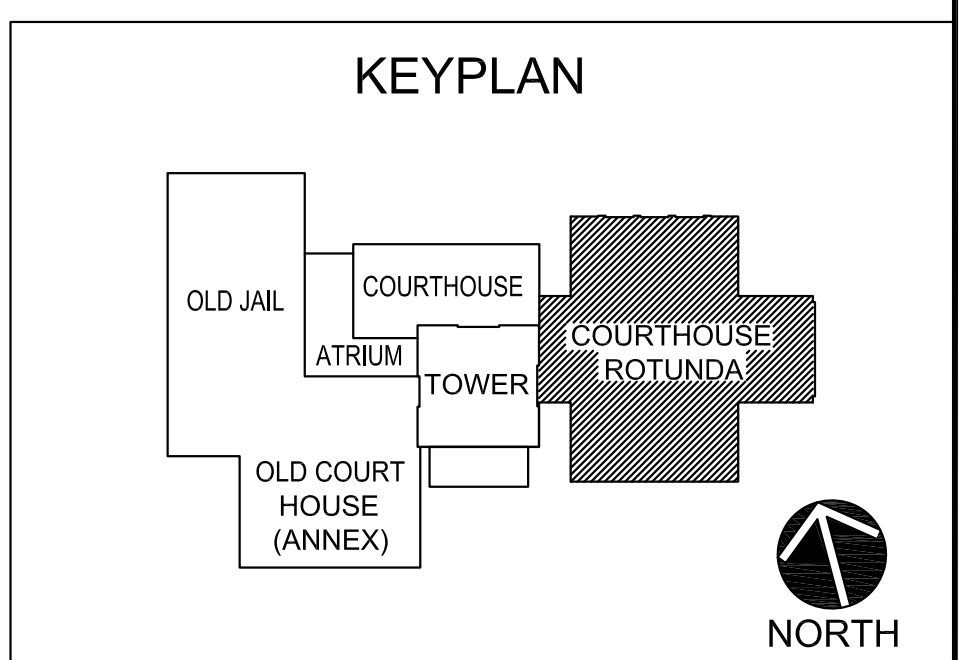 KEYPLAN
OLD JAIL
COURTHOUSE
ATRIUM
TOWER
COURTHOUSE
ROTUNDA
OLD COURT
HOUSE
(ANNEX)
NORTH